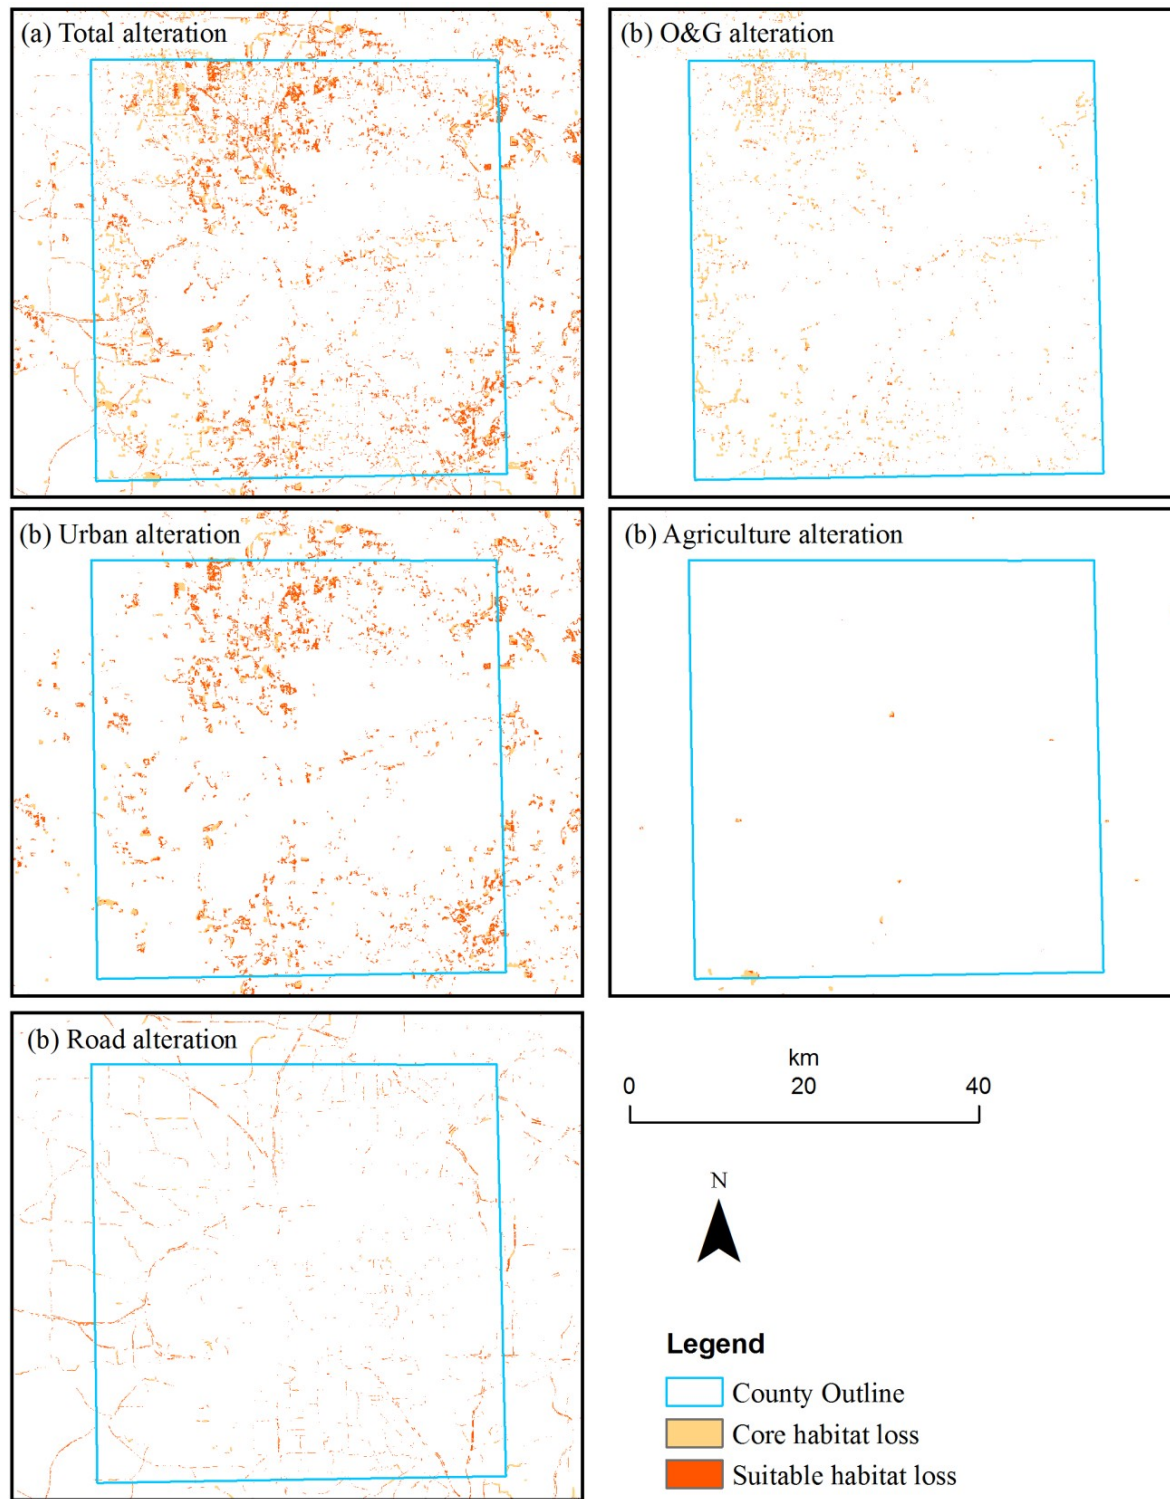 (a) Total alteration
(b) O&G alteration
(b) Urban alteration
(b) Agriculture alteration
(b) Road alteration
km
0 20 40
N
Legend
County Outline
Core habitat loss
Suitable habitat loss